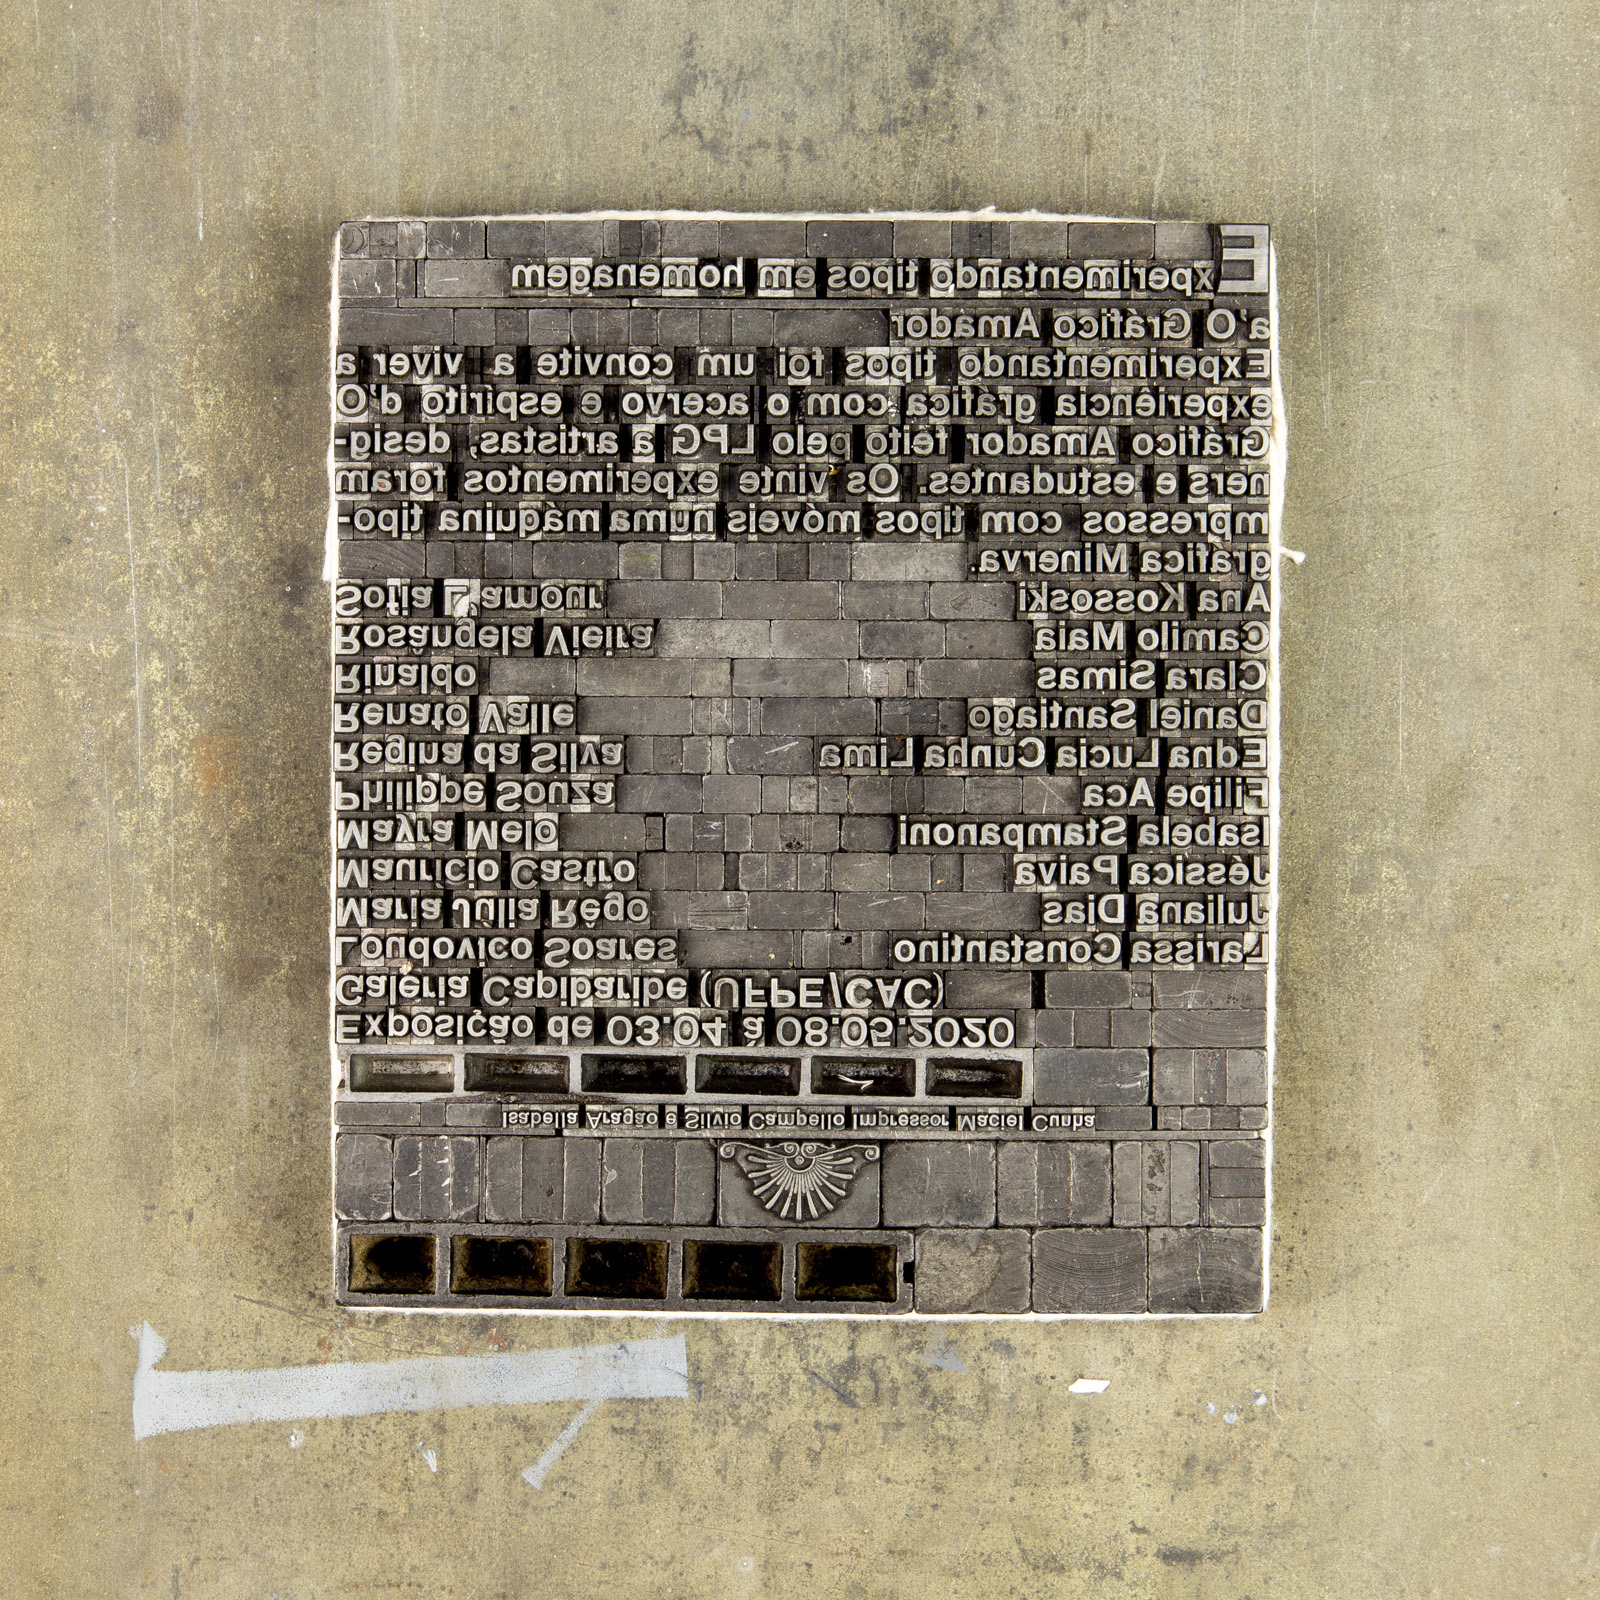 Experimentando tipos em homenagem
a'O Gráfico Amador
Experimentando tipos foi um convite a viver a
experiência gráfica com o acervo e espírito d'O
Gráfico Amador feito pelo LPG a artistas, desig-
ners e estudantes. Os vinte experimentos foram
mpressos com tipos móveis numa máquina tipo-
gráfica Minerva.
Ana Kossoski
Camilo Maia
Clara Simas
Daniel Santiago
Edna Lucia Cunha Lima
Filipe Aca
Isabela Stampanoni
Jéssica Paiva
Juliana Dias
Larissa Constantino
Isabella Aragão e Silvio Campello Impressor Maciel Cunha
Exposição de 03.04 à 08.05.2020
Galeria Capibaribe (UFPE/CAC)
Loudovico Soares
Maria Júlia Rêgo
Maurício Castro
Mayra Melo
Philippe Souza
Regina da Silva
Renato Valle
Rinaldo
Rosângela Vieira
Sofia L'amour